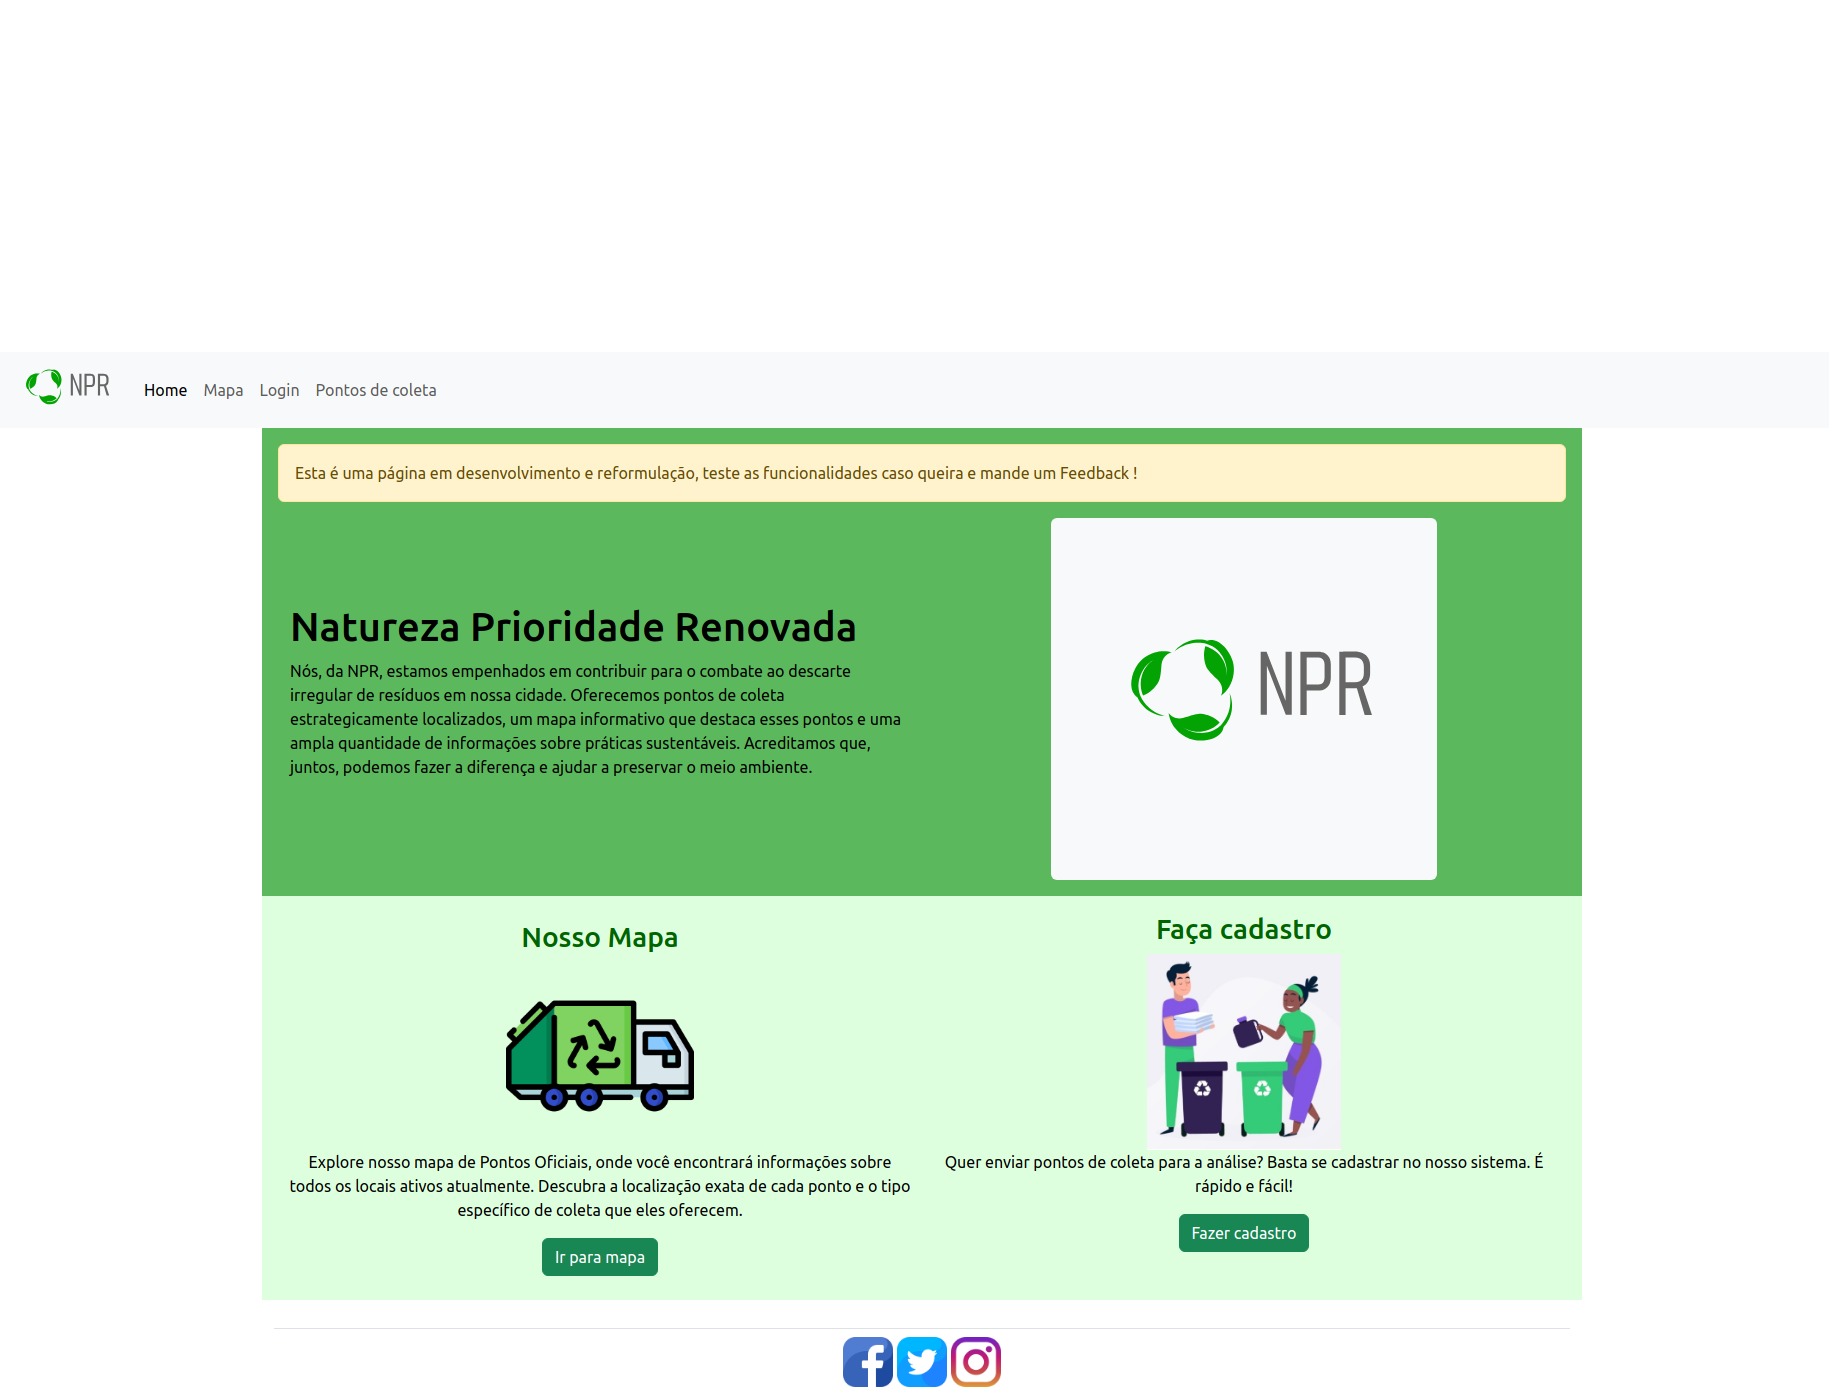 NPR
Home Mapa Login Pontos de coleta
Esta é uma página em desenvolvimento e reformulação, teste as funcionalidades caso queira e mande um Feedback !
Natureza Prioridade Renovada
Nós, da NPR, estamos empenhados em contribuir para o combate ao descarte
irregular de resíduos em nossa cidade. Oferecemos pontos de coleta
estrategicamente localizados, um mapa informativo que destaca esses pontos e uma
ampla quantidade de informações sobre práticas sustentáveis. Acreditamos que,
juntos, podemos fazer a diferença e ajudar a preservar o meio ambiente.
NPR
Nosso Mapa
Explore nosso mapa de Pontos Oficiais, onde você encontrará informações sobre
todos os locais ativos atualmente. Descubra a localização exata de cada ponto e o tipo
específico de coleta que eles oferecem.
Ir para mapa
Faça cadastro
Quer enviar pontos de coleta para a análise? Basta se cadastrar no nosso sistema. É
rápido e fácil!
Fazer cadastro